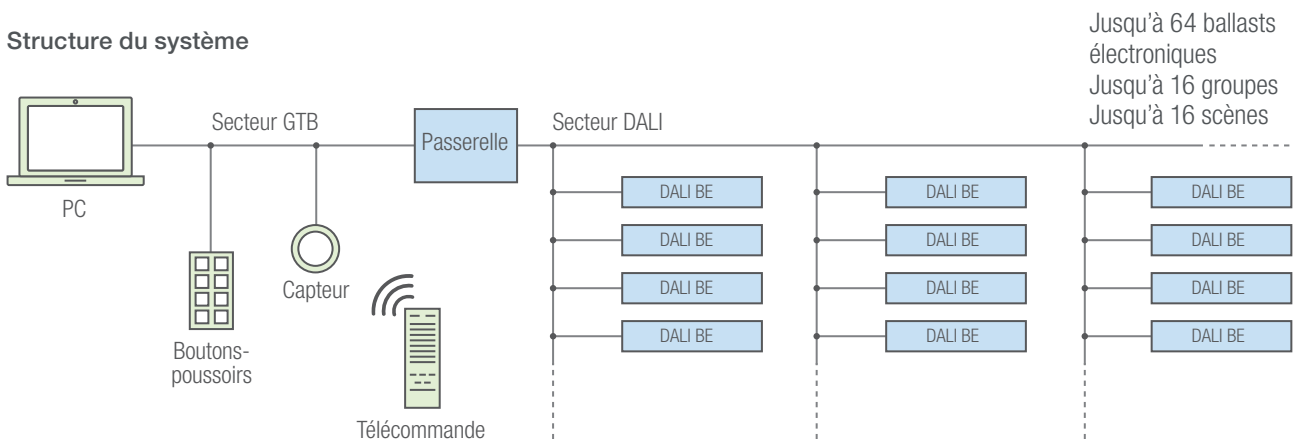 Structure du système
Jusqu'à 64 ballasts
électroniques
Jusqu'à 16 groupes
Jusqu'à 16 scènes
Secteur GTB
Passerelle
Secteur DALI
PC
Capteur
Boutons-
poussoirs
Télécommande
DALI BE
DALI BE
DALI BE
DALI BE
DALI BE
DALI BE
DALI BE
DALI BE
DALI BE
DALI BE
DALI BE
DALI BE